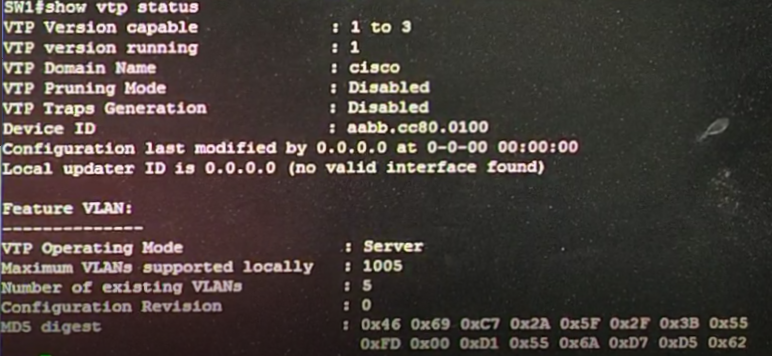 SW1#show vtp status
VTP Version capable : 1 to 3
VTP version running : 1
VTP Domain Name : cisco
VTP Pruning Mode : Disabled
VTP Traps Generation : Disabled
Device ID : aabb.cc80.0100
Configuration last modified by 0.0.0.0 at 0-0-00 00:00:00
Local updater ID is 0.0.0.0 (no valid interface found)
Feature VLAN:
--------------
VTP Operating Mode : Server
Maximum VLANs supported locally : 1005
Number of existing VLANs : 5
Configuration Revision : 0
MD5 digest : 0x46 0x69 0xC7 0x2A 0x5F 0x2F 0x3B 0x55
0xFD 0x00 0xD1 0x55 0x6A 0xD7 0xD5 0x62